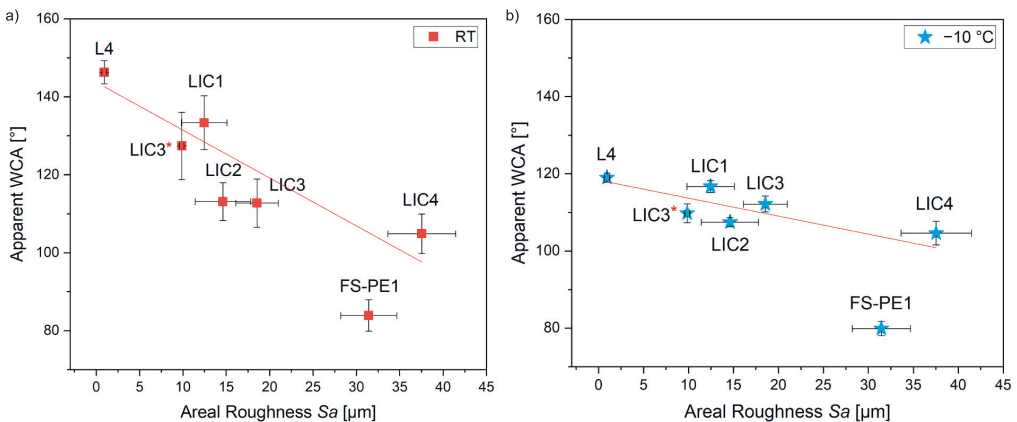 a)
160
140
120
100
80
Apparent WCA [°]
RT
L4
LIC1
LIC3*
LIC2
LIC3
LIC4
FS-PE1
0 5 10 15 20 25 30 35 40 45
Areal Roughness Sa [µm]
b)
160
140
120
100
80
Apparent WCA [°]
−10 °C
L4
LIC1
LIC3
LIC3*
LIC2
LIC4
FS-PE1
0 5 10 15 20 25 30 35 40 45
Areal Roughness Sa [µm]